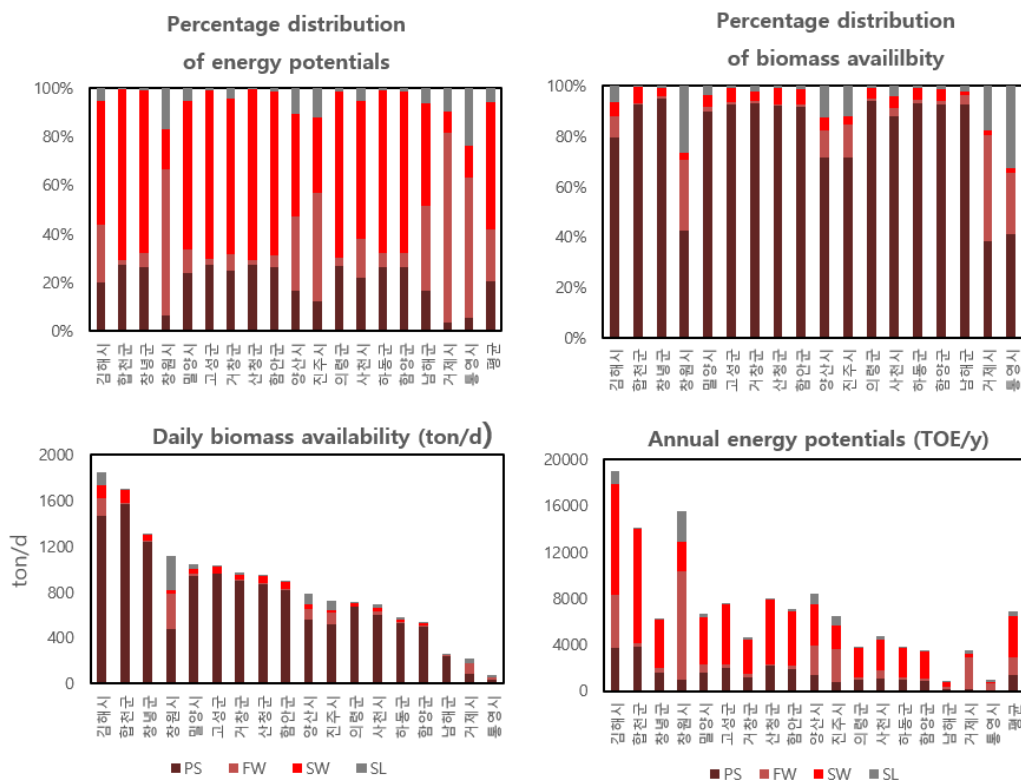 Percentage distribution
of energy potentials
100%
80%
60%
40%
20%
0%
김해시
합천군
창녕군
창원시
밀양시
고성군
거창군
산청군
함안군
양산시
진주시
의령군
사천시
하동군
함양군
남해군
거제시
통영시
평균
Percentage distribution
of biomass availilbity
100%
80%
60%
40%
20%
0%
김해시
합천군
창녕군
창원시
밀양시
고성군
거창군
산청군
함안군
양산시
진주시
의령군
사천시
하동군
함양군
남해군
거제시
통영시
Daily biomass availability (ton/d)
ton/d
2000
1600
1200
800
400
0
김해시
합천군
창녕군
창원시
밀양시
고성군
거창군
산청군
함안군
양산시
진주시
의령군
사천시
하동군
함양군
남해군
거제시
통영시
PS FW SW SL
Annual energy potentials (TOE/y)
20000
16000
12000
8000
4000
0
김해시
합천군
창녕군
창원시
밀양시
고성군
거창군
산청군
함안군
양산시
진주시
의령군
사천시
하동군
함양군
남해군
거제시
통영시
평균
PS FW SW SL